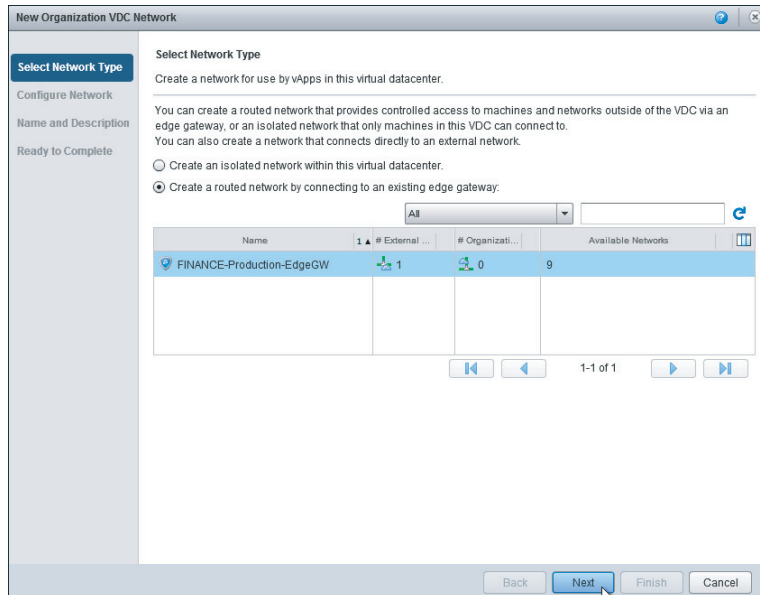 New Organization VDC Network
Select Network Type
Configure Network
Name and Description
Ready to Complete
Select Network Type
Create a network for use by vApps in this virtual datacenter.
You can create a routed network that provides controlled access to machines and networks outside of the VDC via an
edge gateway, or an isolated network that only machines in this VDC can connect to.
You can also create a network that connects directly to an external network.
Create an isolated network within this virtual datacenter.
Create a routed network by connecting to an existing edge gateway:
All
Name 1 ▲ # External ... # Organizati... Available Networks
FINANCE-Production-EdgeGW 1 0 9
1-1 of 1
Back Next Finish Cancel